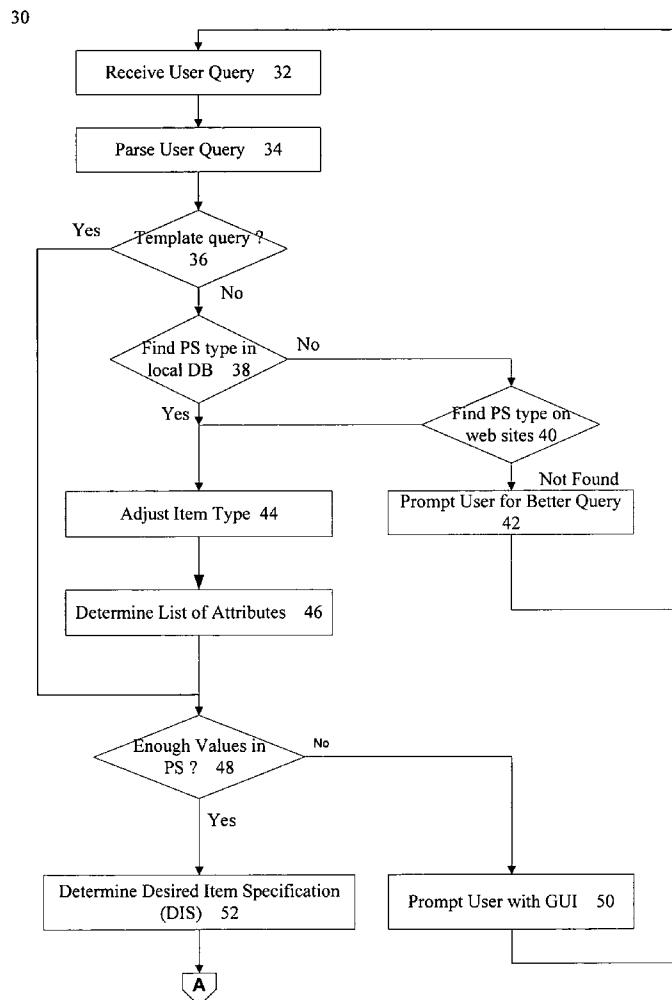 30
Receive User Query 32
Parse User Query 34
Yes
Template query ?
36
No
Find PS type in
local DB 38
No
Yes
Find PS type on
web sites 40
Not Found
Prompt User for Better Query
42
Adjust Item Type 44
Determine List of Attributes 46
Enough Values in
PS ? 48
No
Yes
Determine Desired Item Specification
(DIS) 52
Prompt User with GUI 50
A